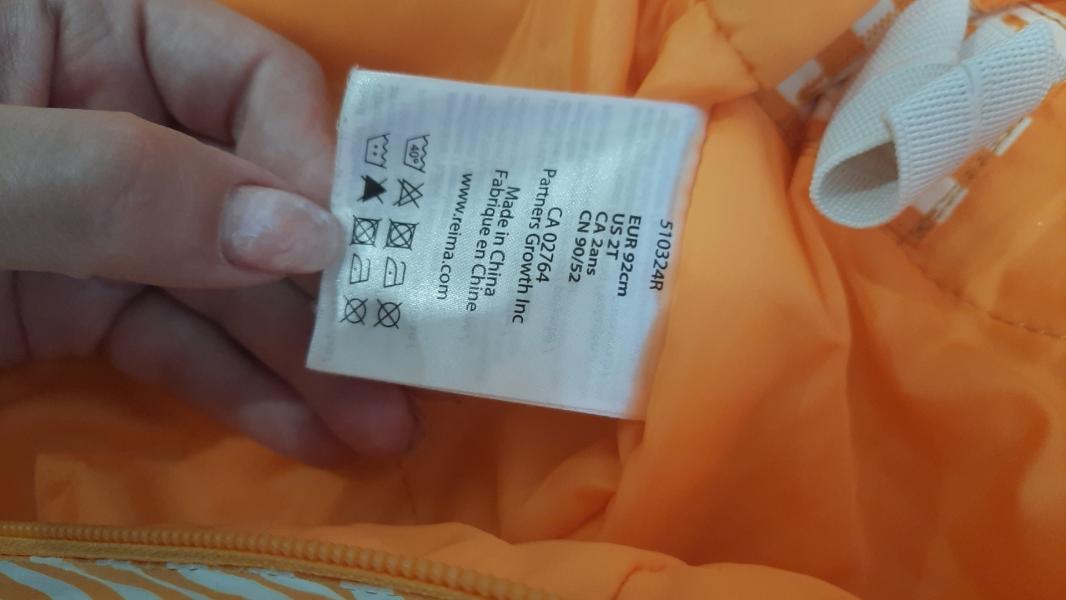 510324R
EUR 92cm
US 2T
CA 2ans
CN 90/52
Partners Growth Inc
CA 02764
Made in China
Fabrique en Chine
www.reima.com
40°